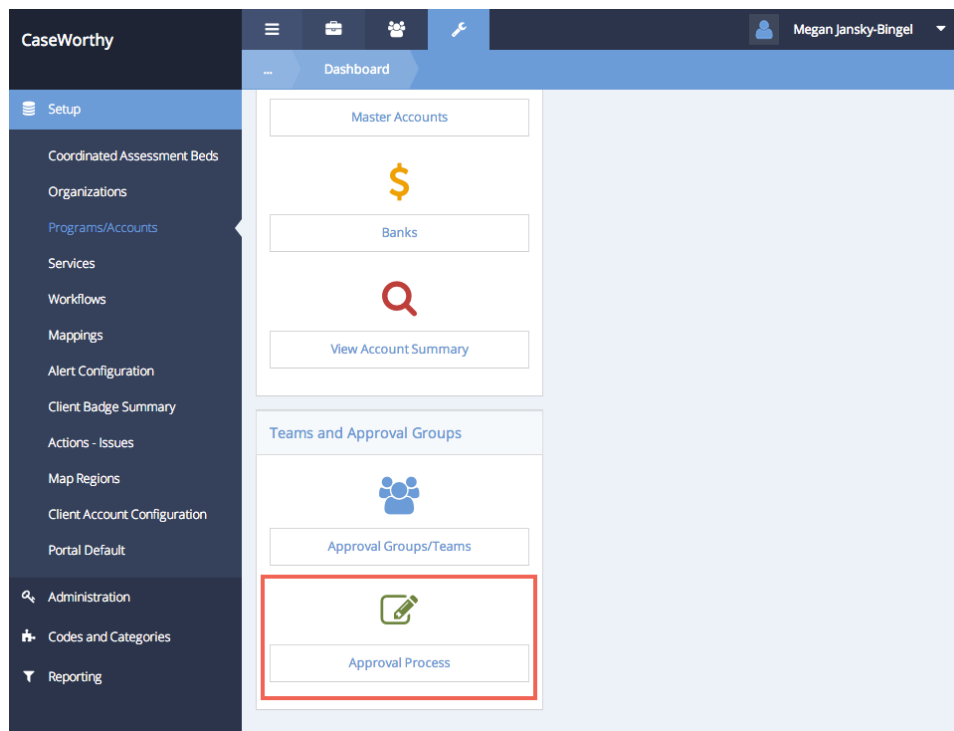 CaseWorthy
Megan Jansky-Bingel
... Dashboard
Setup
Coordinated Assessment Beds
Organizations
Programs/Accounts
Services
Workflows
Mappings
Alert Configuration
Client Badge Summary
Actions - Issues
Map Regions
Client Account Configuration
Portal Default
Administration
Codes and Categories
Reporting
Master Accounts
$
Banks
View Account Summary
Teams and Approval Groups
Approval Groups/Teams
Approval Process